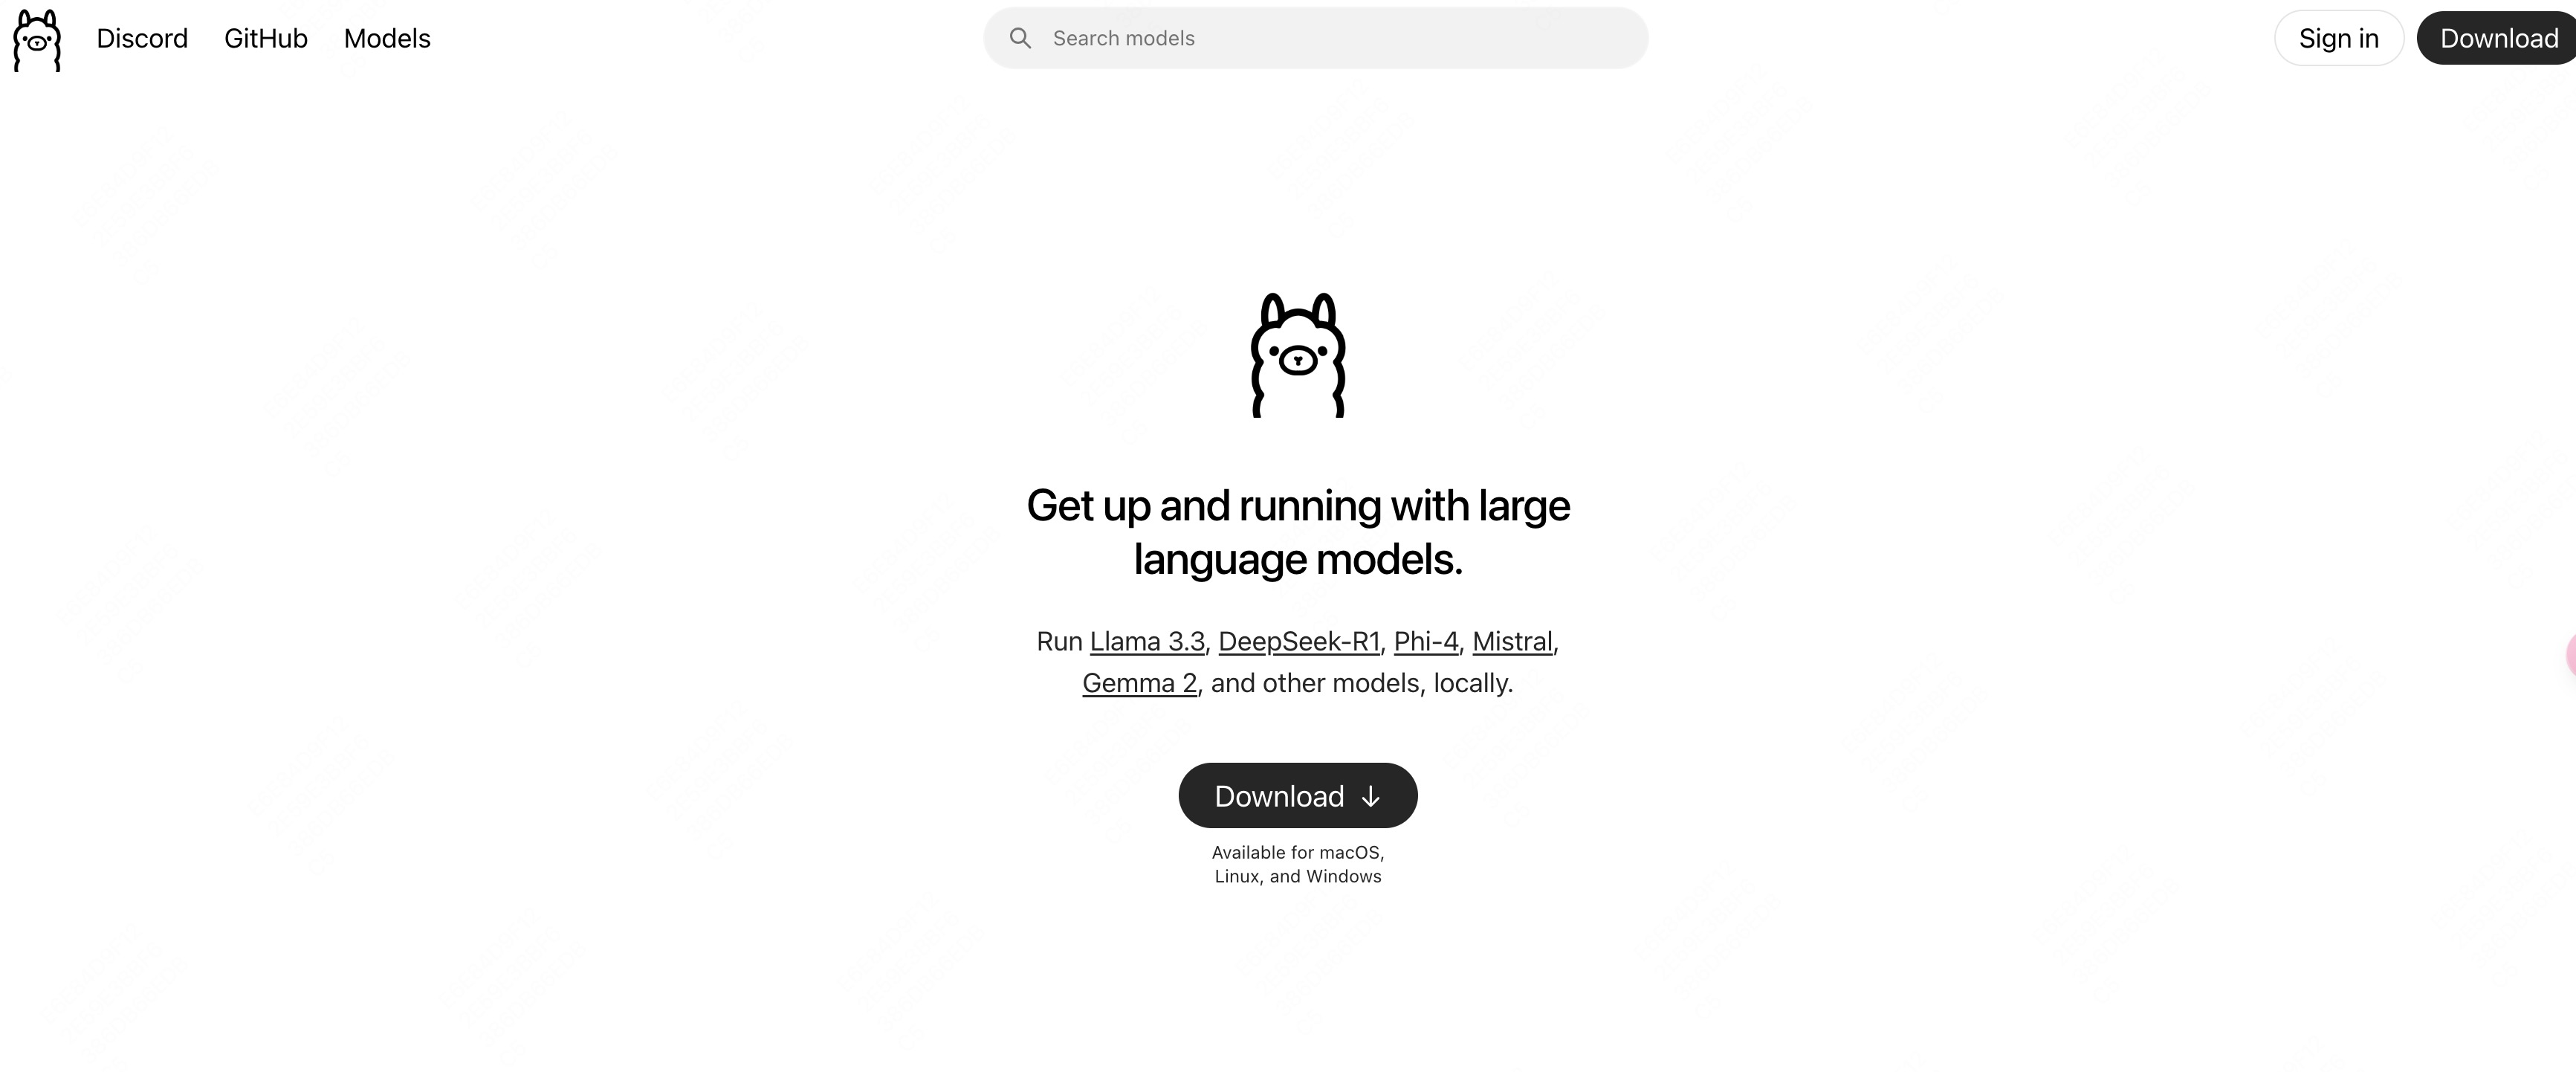 Discord GitHub Models
Search models
Sign in Download
Get up and running with large
language models.
Run Llama 3.3, DeepSeek-R1, Phi-4, Mistral,
Gemma 2, and other models, locally.
Download ↓
Available for macOS,
Linux, and Windows